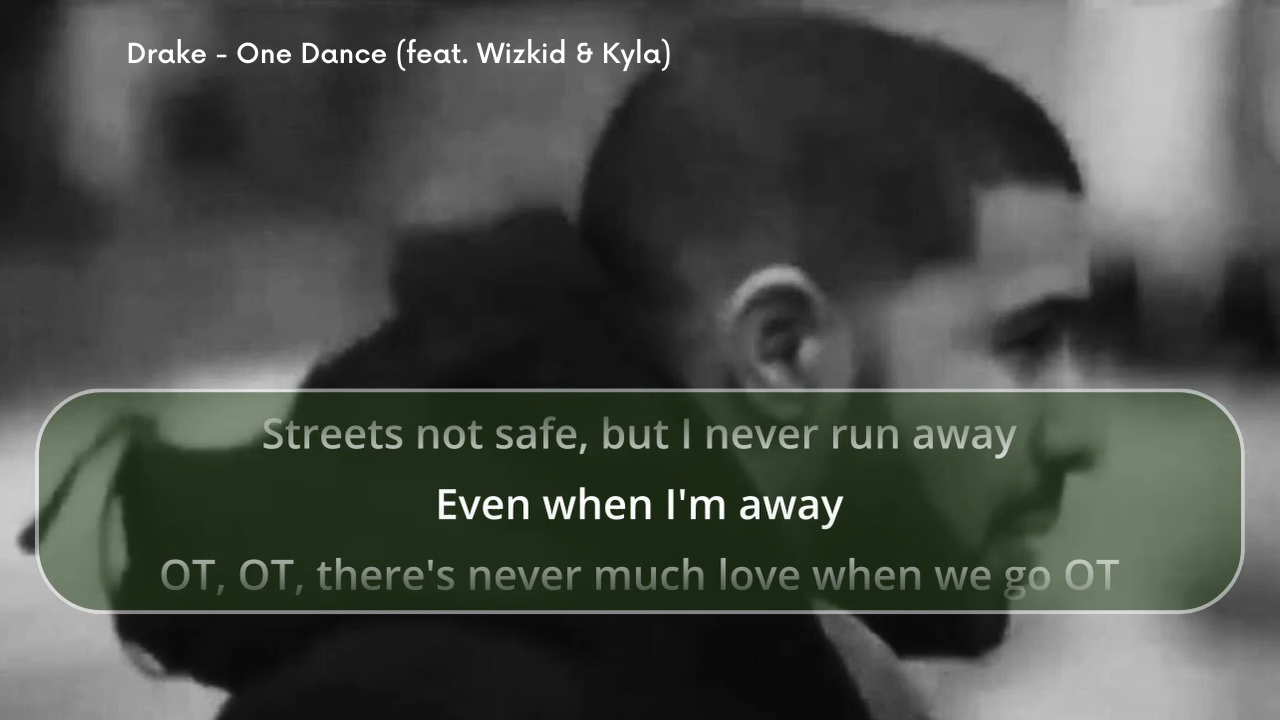 Drake - One Dance (feat. Wizkid & Kyla)
Streets not safe, but I never run away
Even when I'm away
OT, OT, there's never much love when we go OT